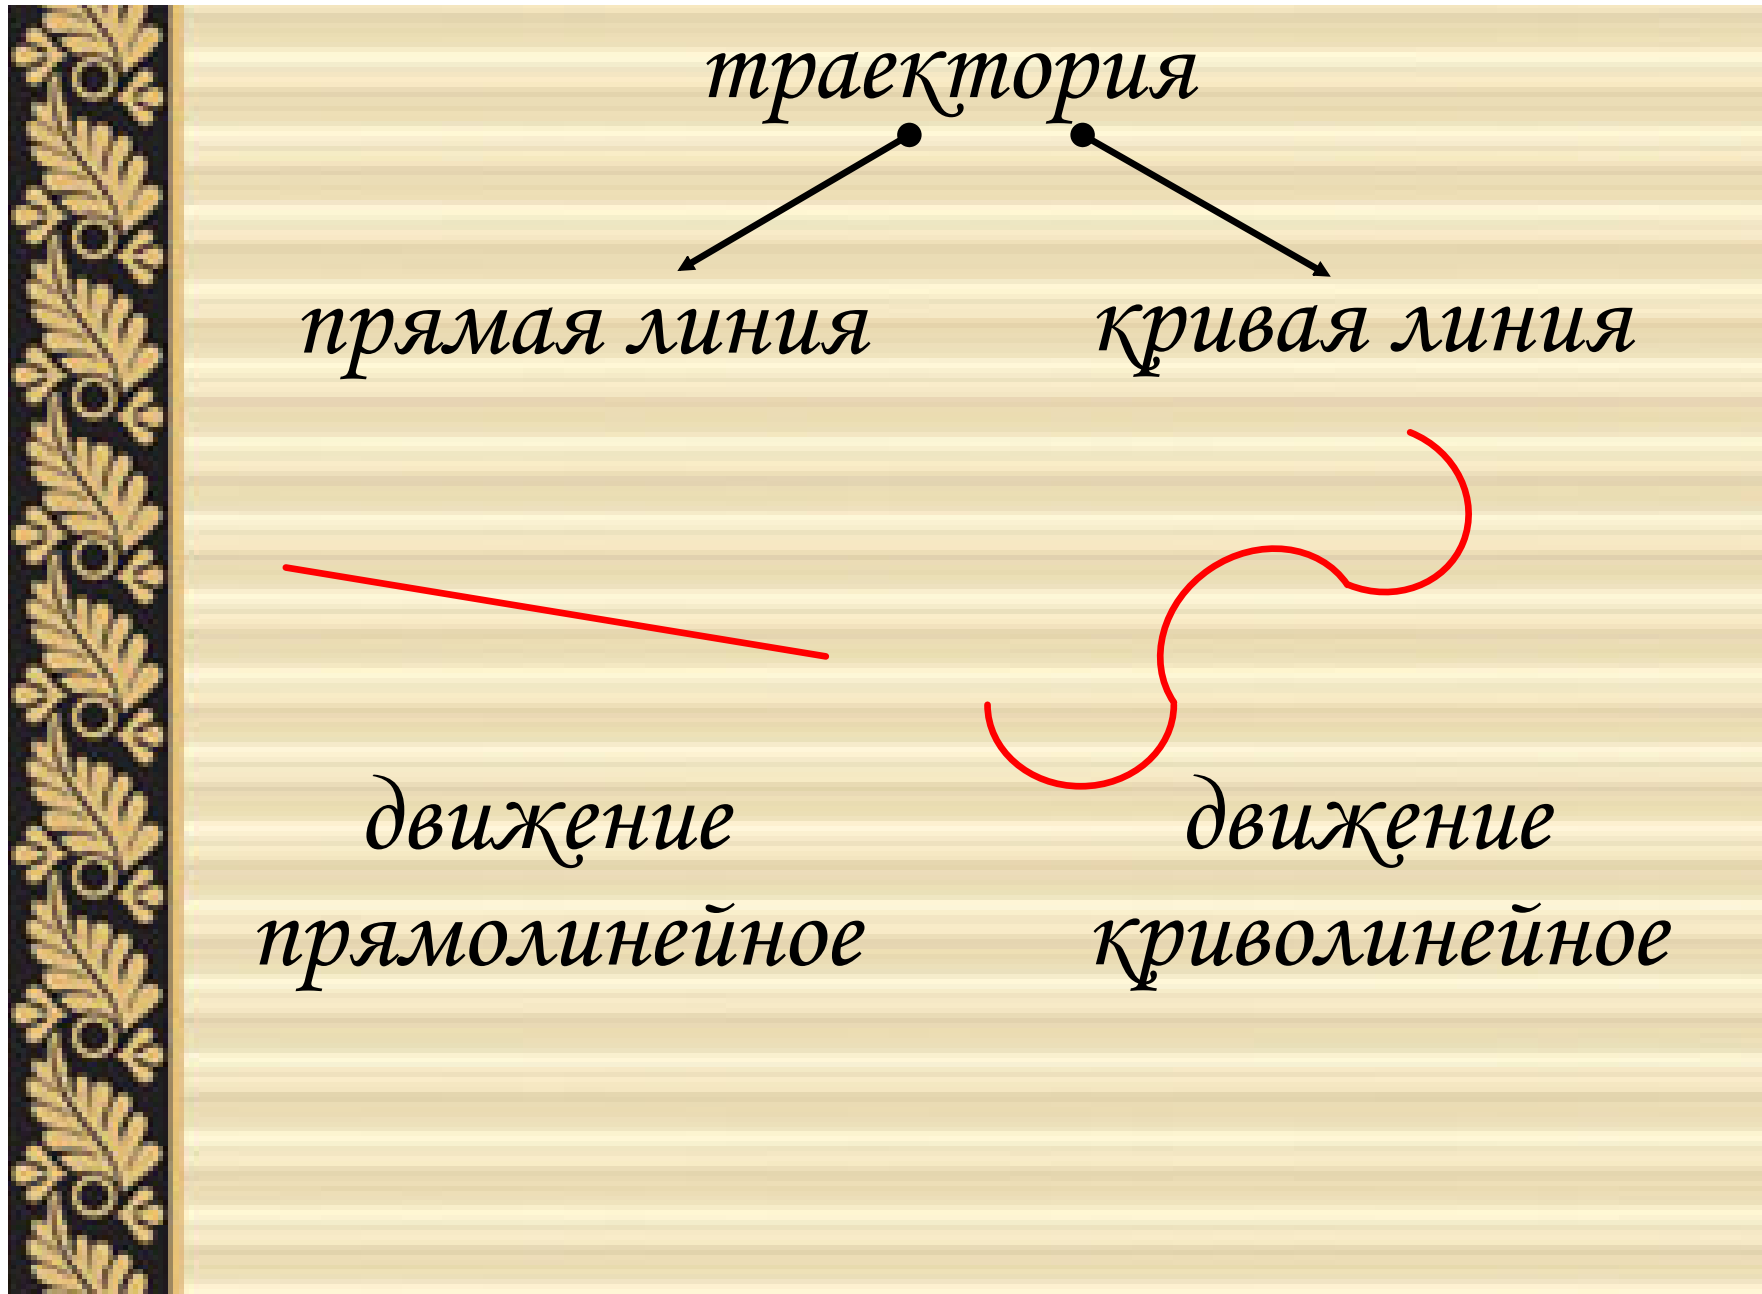 траектория
прямая линия
кривая линия
движение
прямолинейное
движение
криволинейное